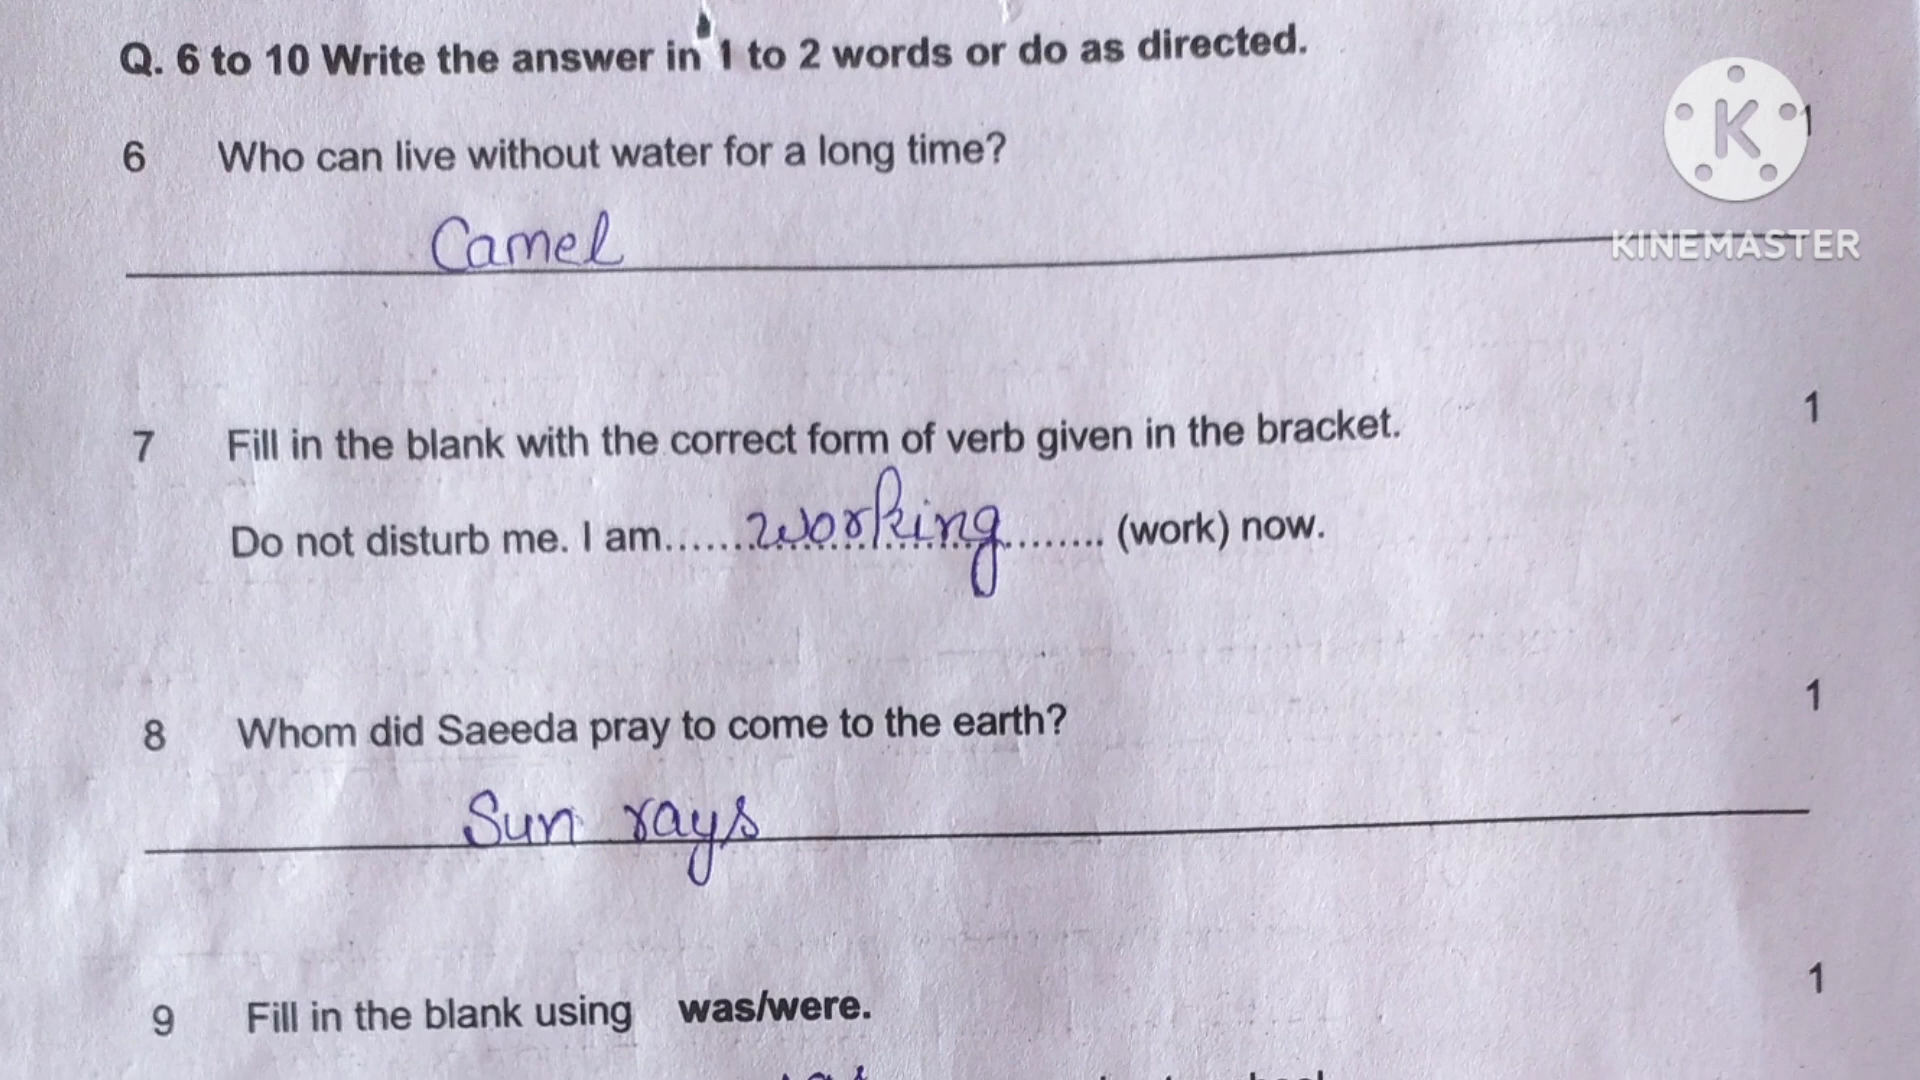 Q. 6 to 10 Write the answer in 1 to 2 words or do as directed.
6 Who can live without water for a long time? 1
Camel
KINEMASTER
7 Fill in the blank with the correct form of verb given in the bracket. 1
Do not disturb me. I am.......working........ (work) now.
8 Whom did Saeeda pray to come to the earth? 1
Sun rays
9 Fill in the blank using was/were. 1